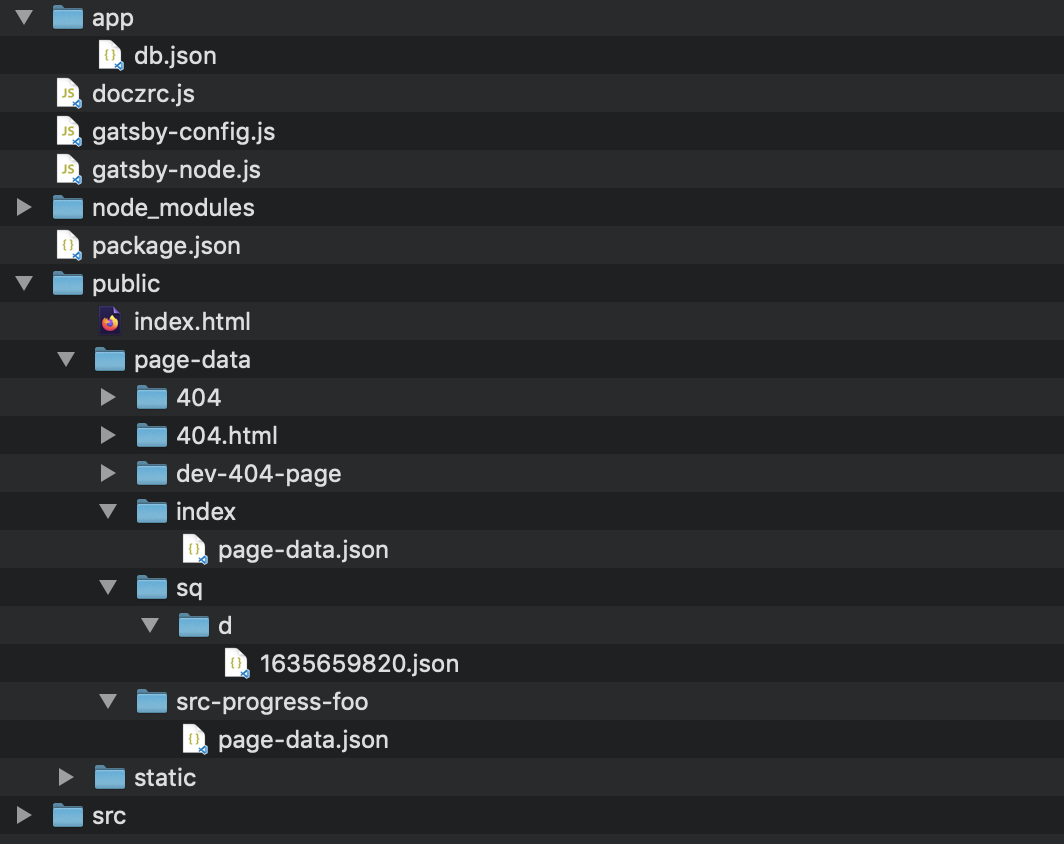 app
db.json
doczrc.js
gatsby-config.js
gatsby-node.js
node_modules
package.json
public
index.html
page-data
404
404.html
dev-404-page
index
page-data.json
sq
d
1635659820.json
src-progress-foo
page-data.json
static
src